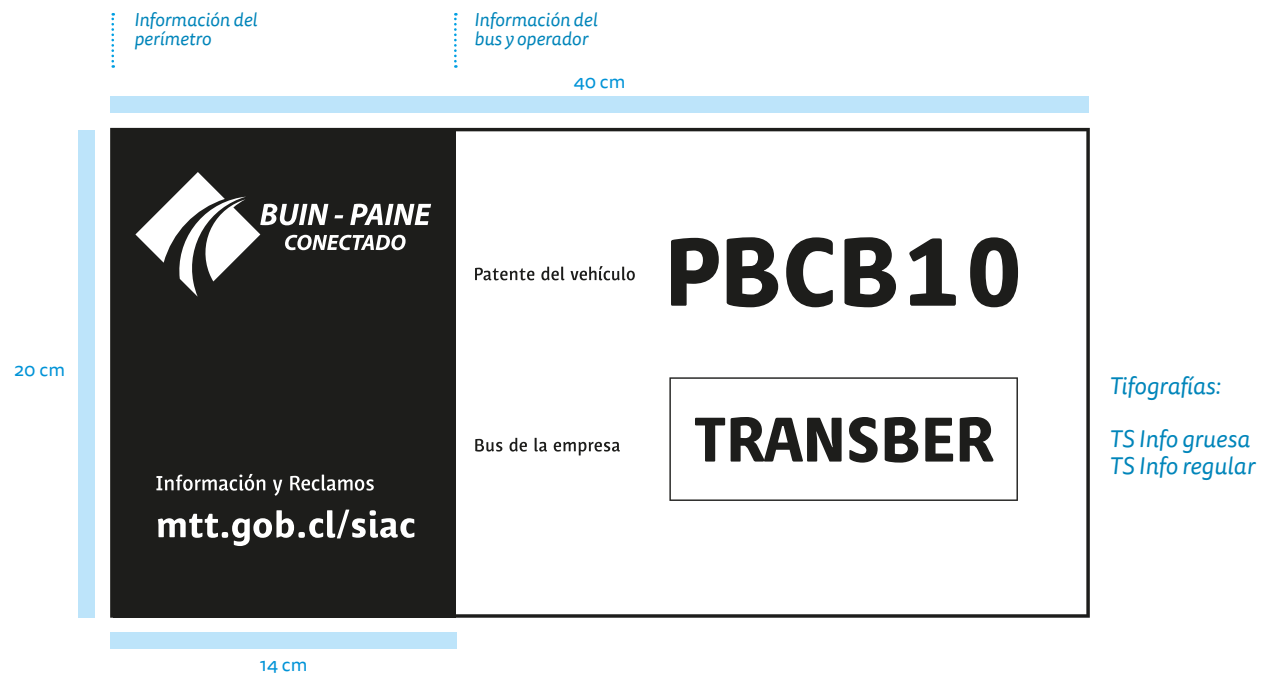 Información del
perímetro
Información del
bus y operador
40 cm
20 cm
BUIN - PAINE
CONECTADO
Información y Reclamos
mtt.gob.cl/siac
Patente del vehículo
PBCB10
Bus de la empresa
TRANSBER
Tifografías:
TS Info gruesa
TS Info regular
14 cm